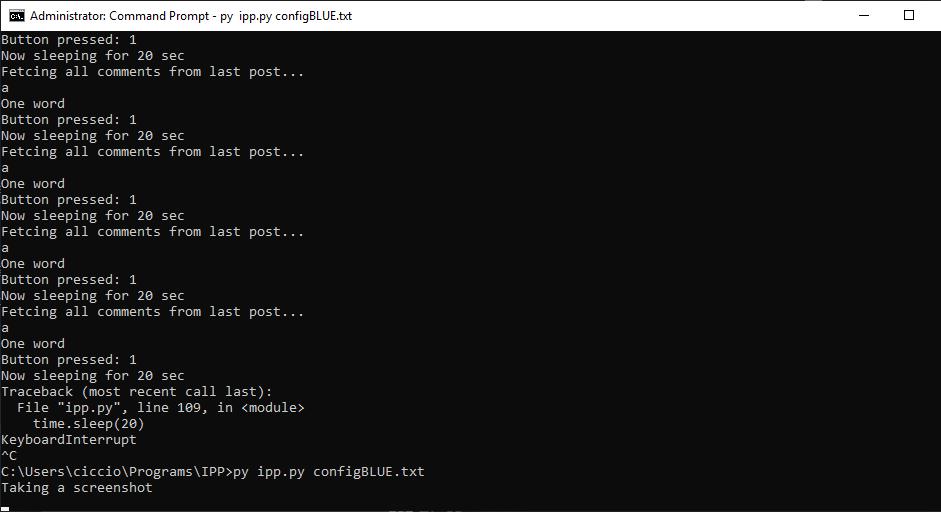 Administrator: Command Prompt - py  ipp.py configBLUE.txt
Button pressed: 1
Now sleeping for 20 sec
Fetcing all comments from last post...
a
One word
Button pressed: 1
Now sleeping for 20 sec
Fetcing all comments from last post...
a
One word
Button pressed: 1
Now sleeping for 20 sec
Fetcing all comments from last post...
a
One word
Button pressed: 1
Now sleeping for 20 sec
Fetcing all comments from last post...
a
One word
Button pressed: 1
Now sleeping for 20 sec
Traceback (most recent call last):
  File "ipp.py", line 109, in <module>
    time.sleep(20)
KeyboardInterrupt
^C
C:\Users\ciccio\Programs\IPP>py ipp.py configBLUE.txt
Taking a screenshot